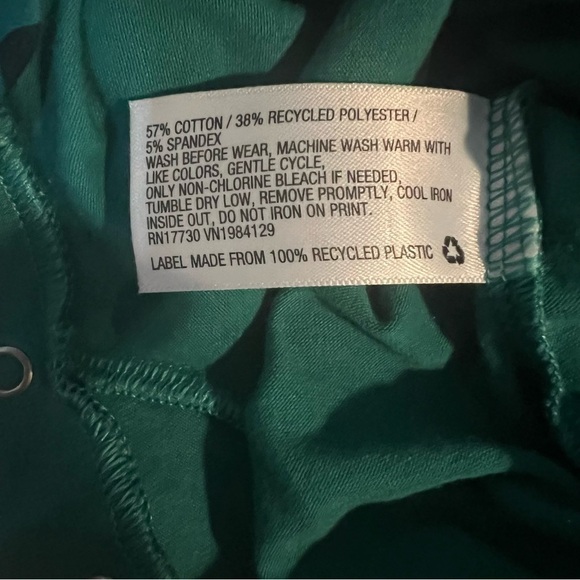 57% COTTON / 38% RECYCLED POLYESTER /
5% SPANDEX
WASH BEFORE WEAR, MACHINE WASH WARM WITH
LIKE COLORS, GENTLE CYCLE,
ONLY NON-CHLORINE BLEACH IF NEEDED,
TUMBLE DRY LOW, REMOVE PROMPTLY, COOL IRON
INSIDE OUT, DO NOT IRON ON PRINT.
RN17730 VN1984129
LABEL MADE FROM 100% RECYCLED PLASTIC